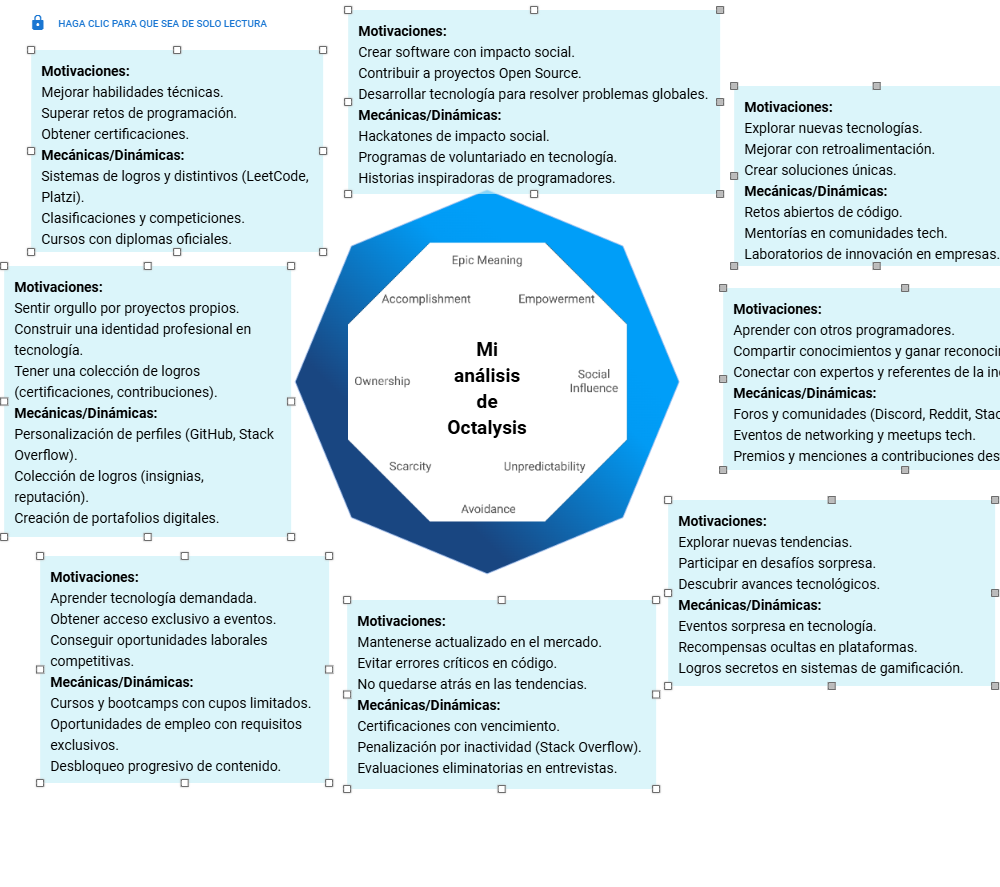 HAGA CLIC PARA QUE SEA DE SOLO LECTURA
Motivaciones:
Mejorar habilidades técnicas.
Superar retos de programación.
Obtener certificaciones.
Mecánicas/Dinámicas:
Sistemas de logros y distintivos (LeetCode,
Platzi).
Clasificaciones y competiciones.
Cursos con diplomas oficiales.
Motivaciones:
Crear software con impacto social.
Contribuir a proyectos Open Source.
Desarrollar tecnología para resolver problemas globales.
Mecánicas/Dinámicas:
Hackatones de impacto social.
Programas de voluntariado en tecnología.
Historias inspiradoras de programadores.
Motivaciones:
Explorar nuevas tecnologías.
Mejorar con retroalimentación.
Crear soluciones únicas.
Mecánicas/Dinámicas:
Retos abiertos de código.
Mentorías en comunidades tech.
Laboratorios de innovación en empresas.
Motivaciones:
Sentir orgullo por proyectos propios.
Construir una identidad profesional en
tecnología.
Tener una colección de logros
(certificaciones, contribuciones).
Mecánicas/Dinámicas:
Personalización de perfiles (GitHub, Stack
Overflow).
Colección de logros (insignias,
reputación).
Creación de portafolios digitales.
Epic Meaning
Accomplishment
Empowerment
Ownership
Mi
análisis
de
Octalysis
Social
Influence
Scarcity
Unpredictability
Avoidance
Motivaciones:
Aprender con otros programadores.
Compartir conocimientos y ganar
Conectar con expertos y referentes de la
Mecánicas/Dinámicas:
Foros y comunidades (Discord, Reddit,
Eventos de networking y meetups tech.
Premios y menciones a contribuciones
Motivaciones:
Explorar nuevas tendencias.
Participar en desafíos sorpresa.
Descubrir avances tecnológicos.
Mecánicas/Dinámicas:
Eventos sorpresa en tecnología.
Recompensas ocultas en plataformas.
Logros secretos en sistemas de gamificación.
Motivaciones:
Aprender tecnología demandada.
Obtener acceso exclusivo a eventos.
Conseguir oportunidades laborales
competitivas.
Mecánicas/Dinámicas:
Cursos y bootcamps con cupos limitados.
Oportunidades de empleo con requisitos
exclusivos.
Desbloqueo progresivo de contenido.
Motivaciones:
Mantenerse actualizado en el mercado.
Evitar errores críticos en código.
No quedarse atrás en las tendencias.
Mecánicas/Dinámicas:
Certificaciones con vencimiento.
Penalización por inactividad (Stack Overflow).
Evaluaciones eliminatorias en entrevistas.